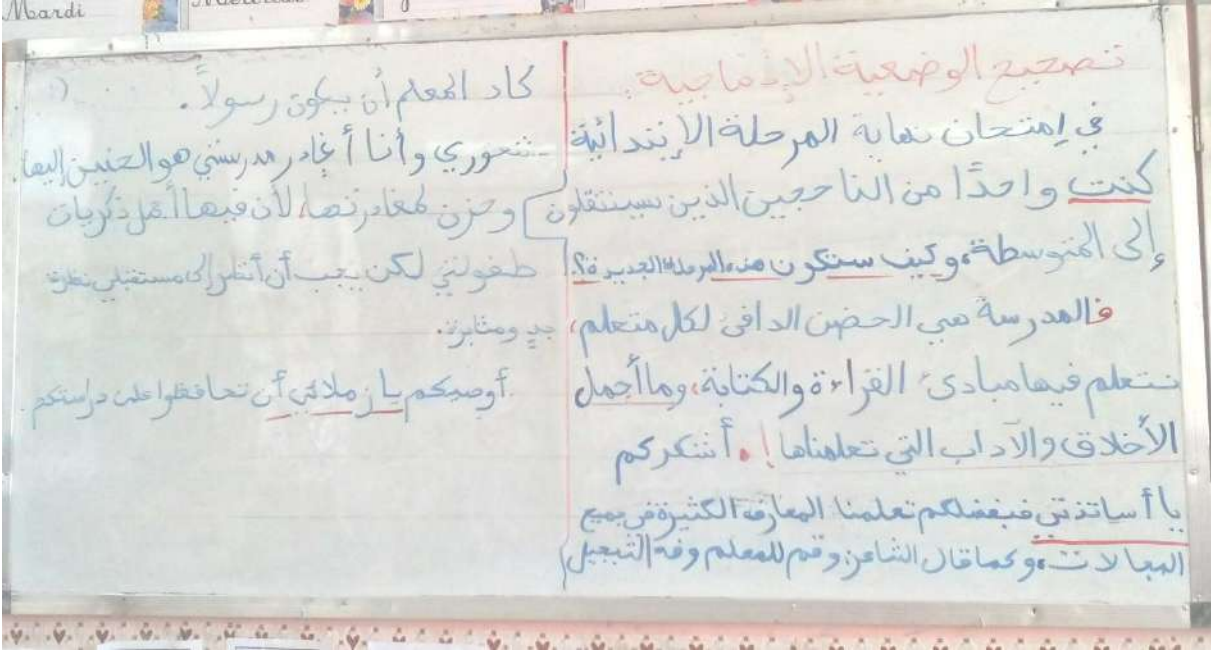 Mardi
تصحيح الوضعية الإدماجية:
في إمتحان نهاية المرحلة الإبتدائية
كنت واحدًا من الناجحين الذين سينتقلون
إلى المتوسطة، وكيف ستكون هذه المرحلة الجديدة؟!
فالمدرسة هي الحضن الدافئ لكل متعلم،
نتعلم فيها مبادئ القراءة والكتابة، وما أجمل
الأخلاق والآداب التي تعلمناها! . أشكركم
يا أساتذتي فبفضلكم تعلمنا المعارف الكثيرة في جميع
المجالات، وكما قال الشاعر: قم للمعلم وفه التبجيل
كاد المعلم أن يكون رسولاً.
شعوري وأنا أغادر مدرستي هو الحنين إليها
وحزن لمغادرتها، لأن فيها أجمل ذكريات
طفولتي لكن يجب أن أنظر إلى مستقبلي نظرة
جدٍ ومثابرة.
أوصيكم يا زملائي أن تحافظوا على دراستكم